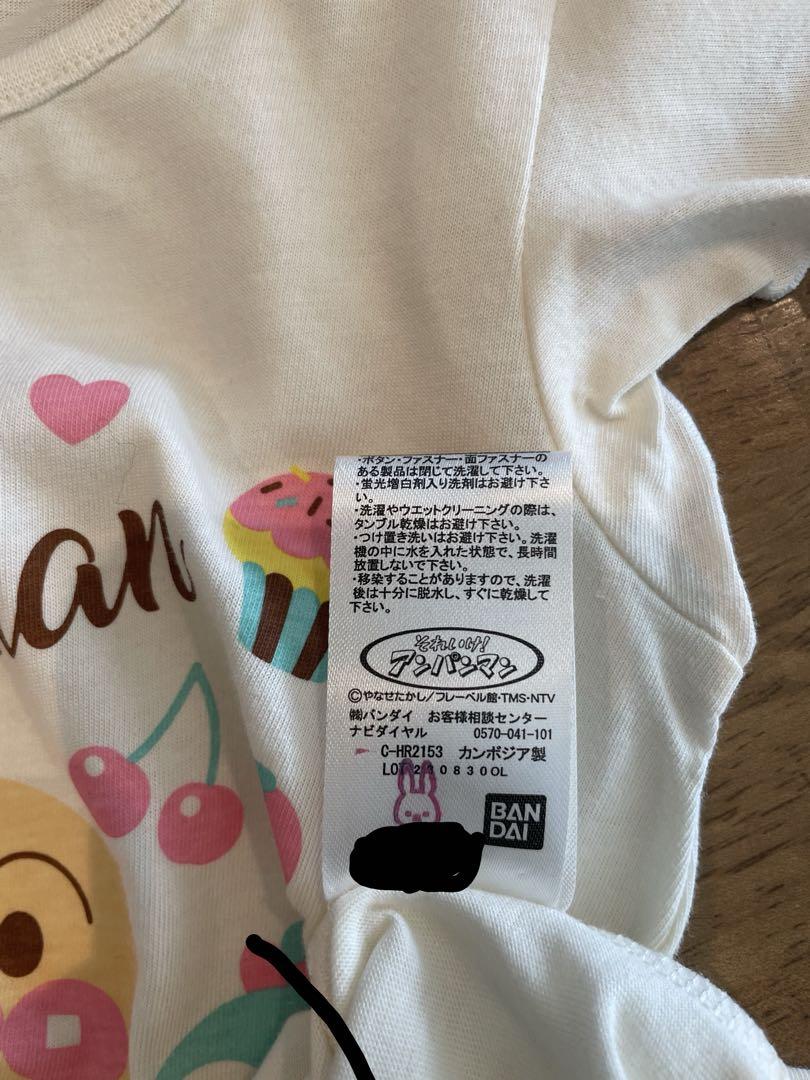 ・ボタン・ファスナー・面ファスナーの
ある製品は閉じて洗濯して下さい。
・蛍光増白剤入り洗剤はお避け下さ
い。
・洗濯やウエットクリーニングの際は、
タンブル乾燥はお避け下さい。
・つけ置き洗いはお避け下さい。洗濯
機の中に水を入れた状態で、長時間
放置しないで下さい。
・移染することがありますので、洗濯
後は十分に脱水し、すぐに乾燥して
下さい。
それいけ!
アンパンマン
©やなせたかし/フレーベル館・TMS・NTV
㈱バンダイ お客様相談センター
ナビダイヤル 0570-041-101
C-HR2153 カンボジア製
LOT230830OL
BAN
DAI